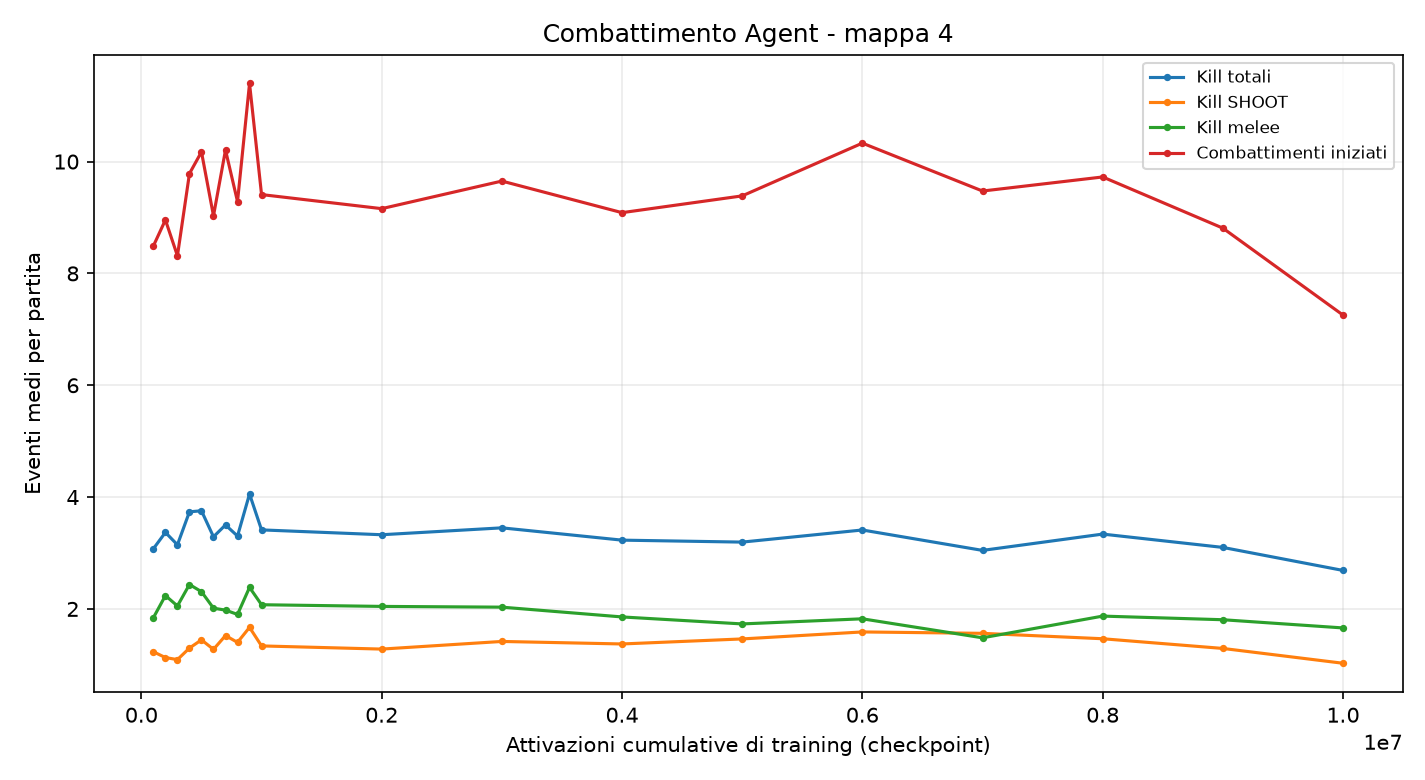 Combattimento Agent - mappa 4
Kill totali
Kill SHOOT
Kill melee
Combattimenti iniziati
Eventi medi per partita
10
8
6
4
2
0.0 0.2 0.4 0.6 0.8 1.0
1e7
Attivazioni cumulative di training (checkpoint)